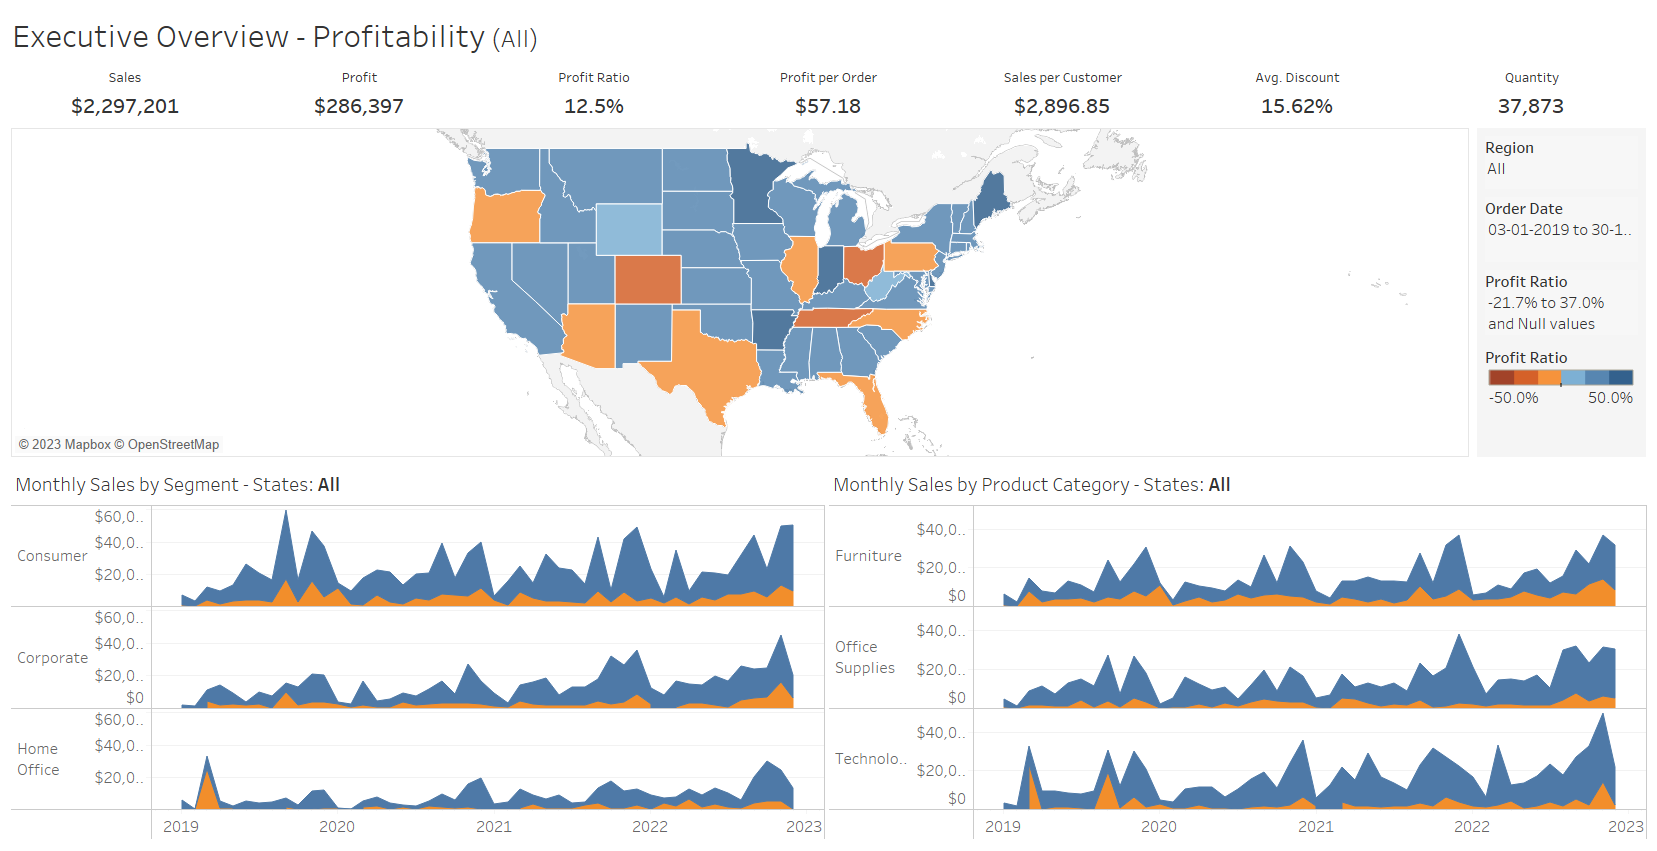 Executive Overview - Profitability (All)
Sales
Profit
Profit Ratio
Profit per Order
Sales per Customer
Avg. Discount
Quantity
$2,297,201
$286,397
12.5%
$57.18
$2,896.85
15.62%
37,873
Region
All
Order Date
03-01-2019 to 30-1..
Profit Ratio
-21.7% to 37.0%
and Null values
Profit Ratio
-50.0%
50.0%
© 2023 Mapbox © OpenStreetMap
Monthly Sales by Segment - States: All
Consumer
$60,0..
$40,0..
$20,0..
Corporate
$60,0..
$40,0..
$20,0..
$0
Home
Office
$60,0..
$40,0..
$20,0..
2019
2020
2021
2022
2023
Monthly Sales by Product Category - States: All
Furniture
$40,0..
$20,0..
$0
Office
Supplies
$40,0..
$20,0..
$0
Technolo..
$40,0..
$20,0..
$0
2019
2020
2021
2022
2023